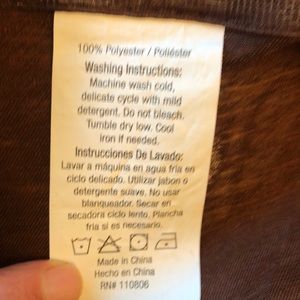 100% Polyester / Poliéster
Washing Instructions:
Machine wash cold,
delicate cycle with mild
detergent. Do not bleach.
Tumble dry low. Cool
iron if needed.
Instrucciones De Lavado:
Lavar a máquina en agua fria en
ciclo delicado. Utilizar jabon o
detergente suave. No usar
blanqueador. Secar en
secadora ciclo lento. Plancha
fria si es necesario.
Made in China
Hecho en China
RN# 110806